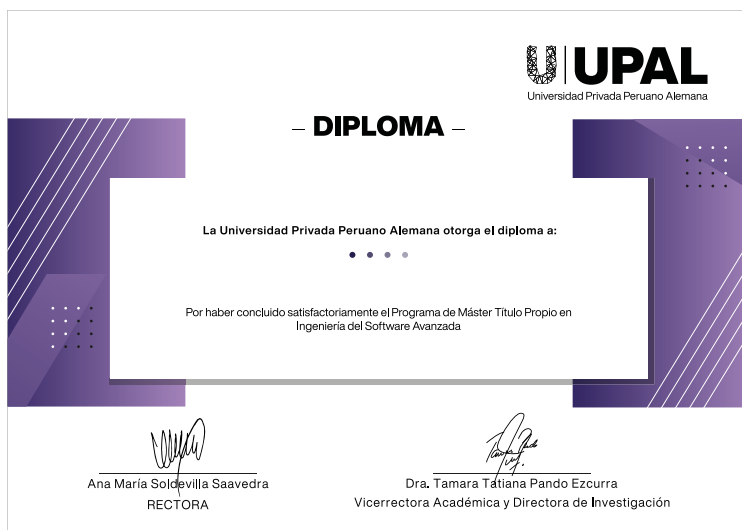 UPAL
Universidad Privada Peruano Alemana
– DIPLOMA –
La Universidad Privada Peruano Alemana otorga el diploma a:
Por haber concluido satisfactoriamente el Programa de Máster Título Propio en
Ingeniería del Software Avanzada
Ana María Soldevilla Saavedra
RECTORA
Dra. Tamara Tatiana Pando Ezcurra
Vicerrectora Académica y Directora de Investigación